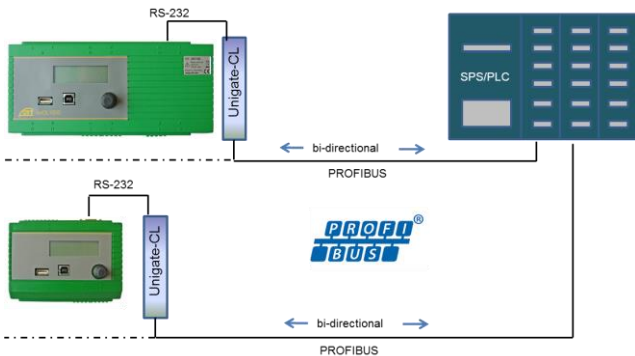 RS-232
Unigate-CL
SPS/PLC
bi-directional
PROFIBUS
RS-232
Unigate-CL
PROFI
BUS
®
bi-directional
PROFIBUS